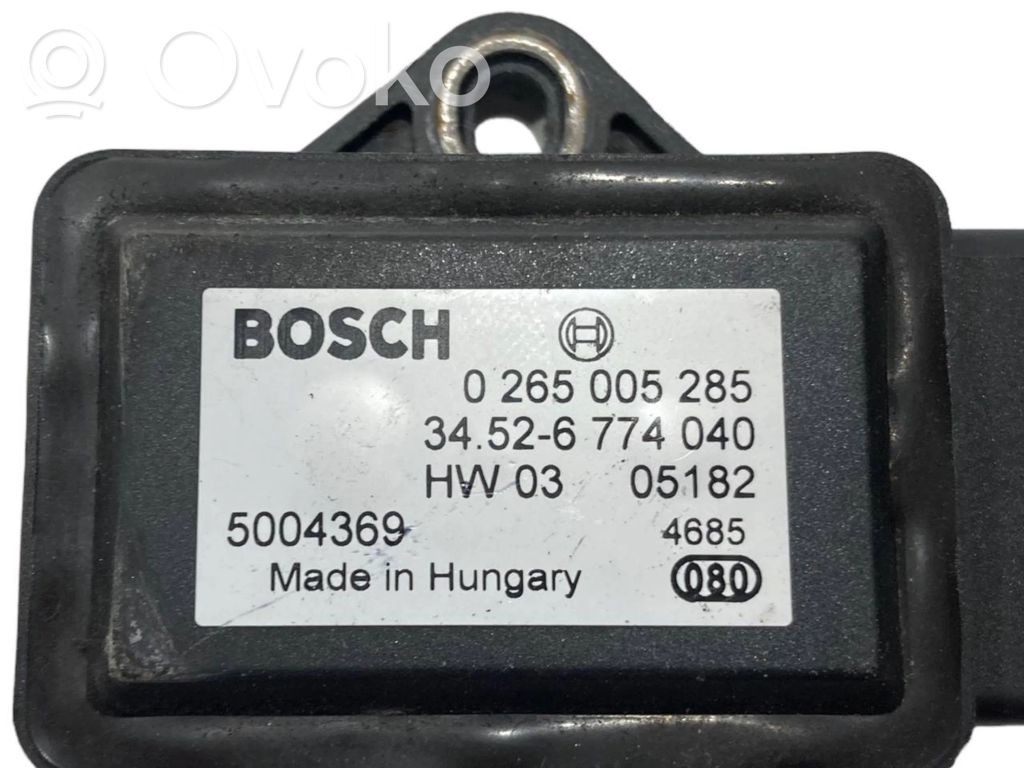 Ovoko
BOSCH
0 265 005 285
34.52-6 774 040
HW 03 05182
5004369 4685
Made in Hungary 080